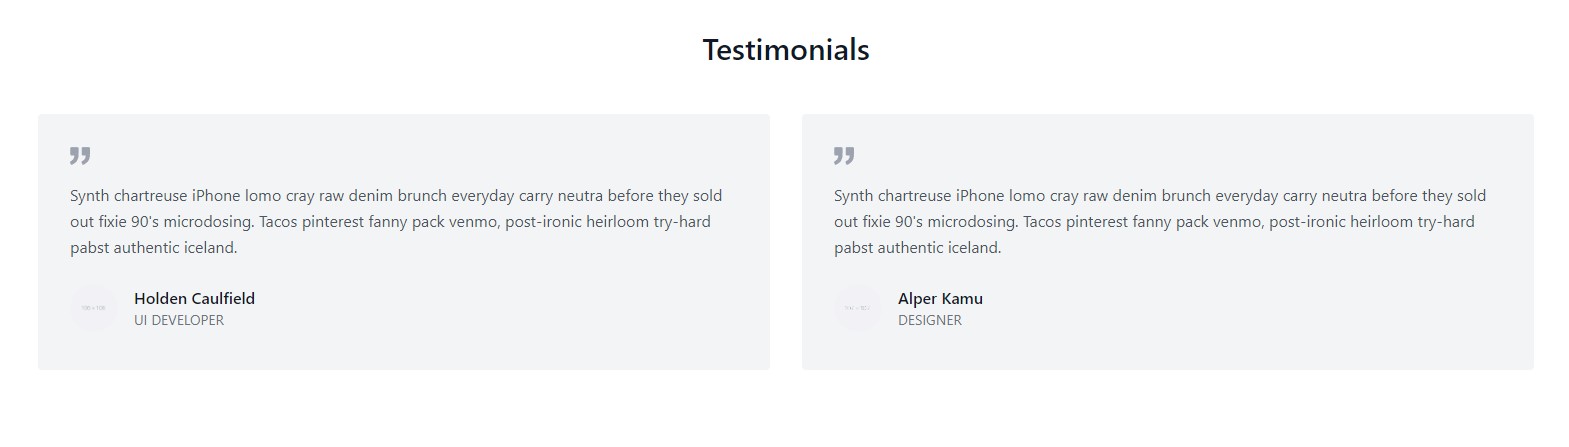 Testimonials
Synth chartreuse iPhone lomo cray raw denim brunch everyday carry neutra before they sold
out fixie 90's microdosing. Tacos pinterest fanny pack venmo, post-ironic heirloom try-hard
pabst authentic iceland.
Holden Caulfield
UI DEVELOPER
Synth chartreuse iPhone lomo cray raw denim brunch everyday carry neutra before they sold
out fixie 90's microdosing. Tacos pinterest fanny pack venmo, post-ironic heirloom try-hard
pabst authentic iceland.
Alper Kamu
DESIGNER